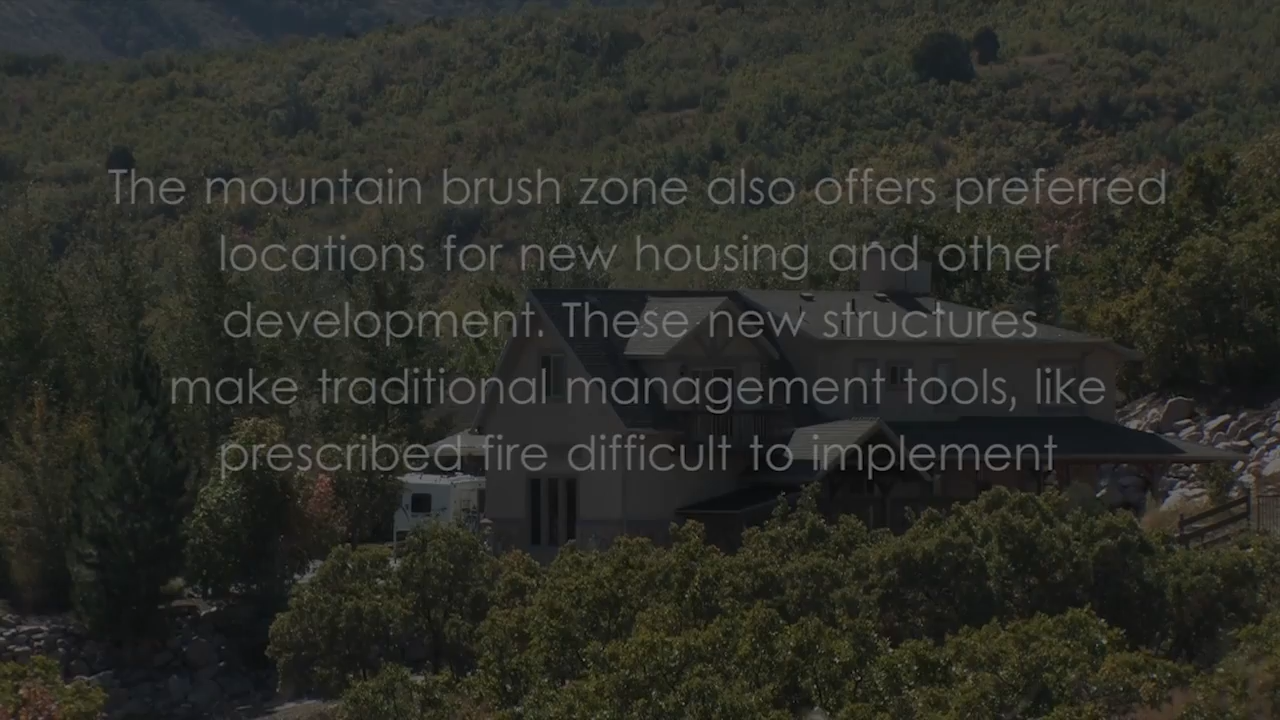 The mountain brush zone also offers preferred
locations for new housing and other
development. These new structures
make traditional management tools, like
prescribed fire difficult to implement